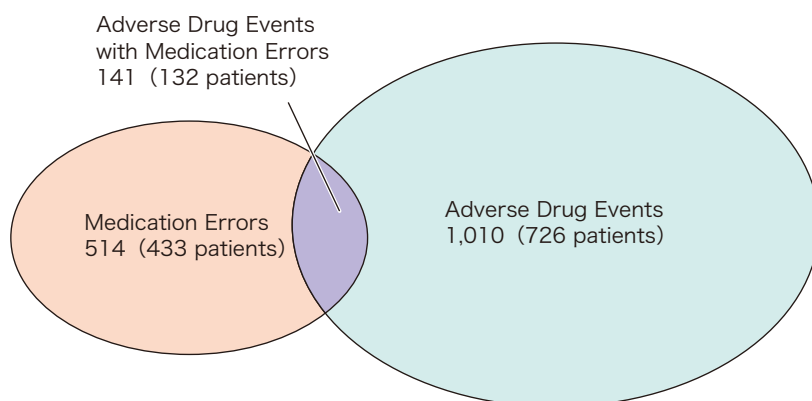 Adverse Drug Events
with Medication Errors
141（132 patients）
Medication Errors
514（433 patients）
Adverse Drug Events
1,010（726 patients）